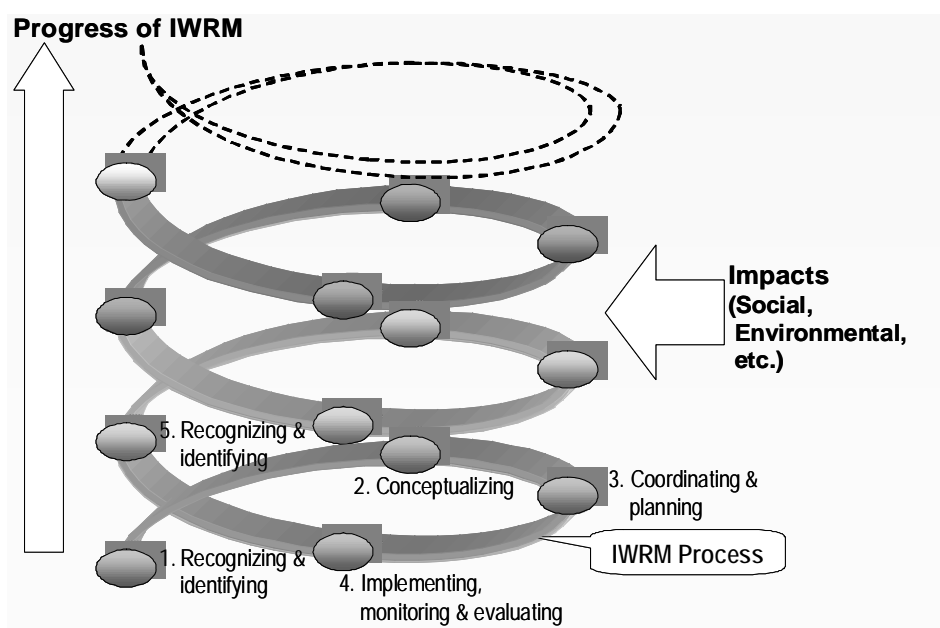 Progress of IWRM
Impacts
(Social,
Environmental,
etc.)
5. Recognizing &
identifying
2. Conceptualizing
3. Coordinating &
planning
IWRM Process
1. Recognizing &
identifying
4. Implementing,
monitoring & evaluating